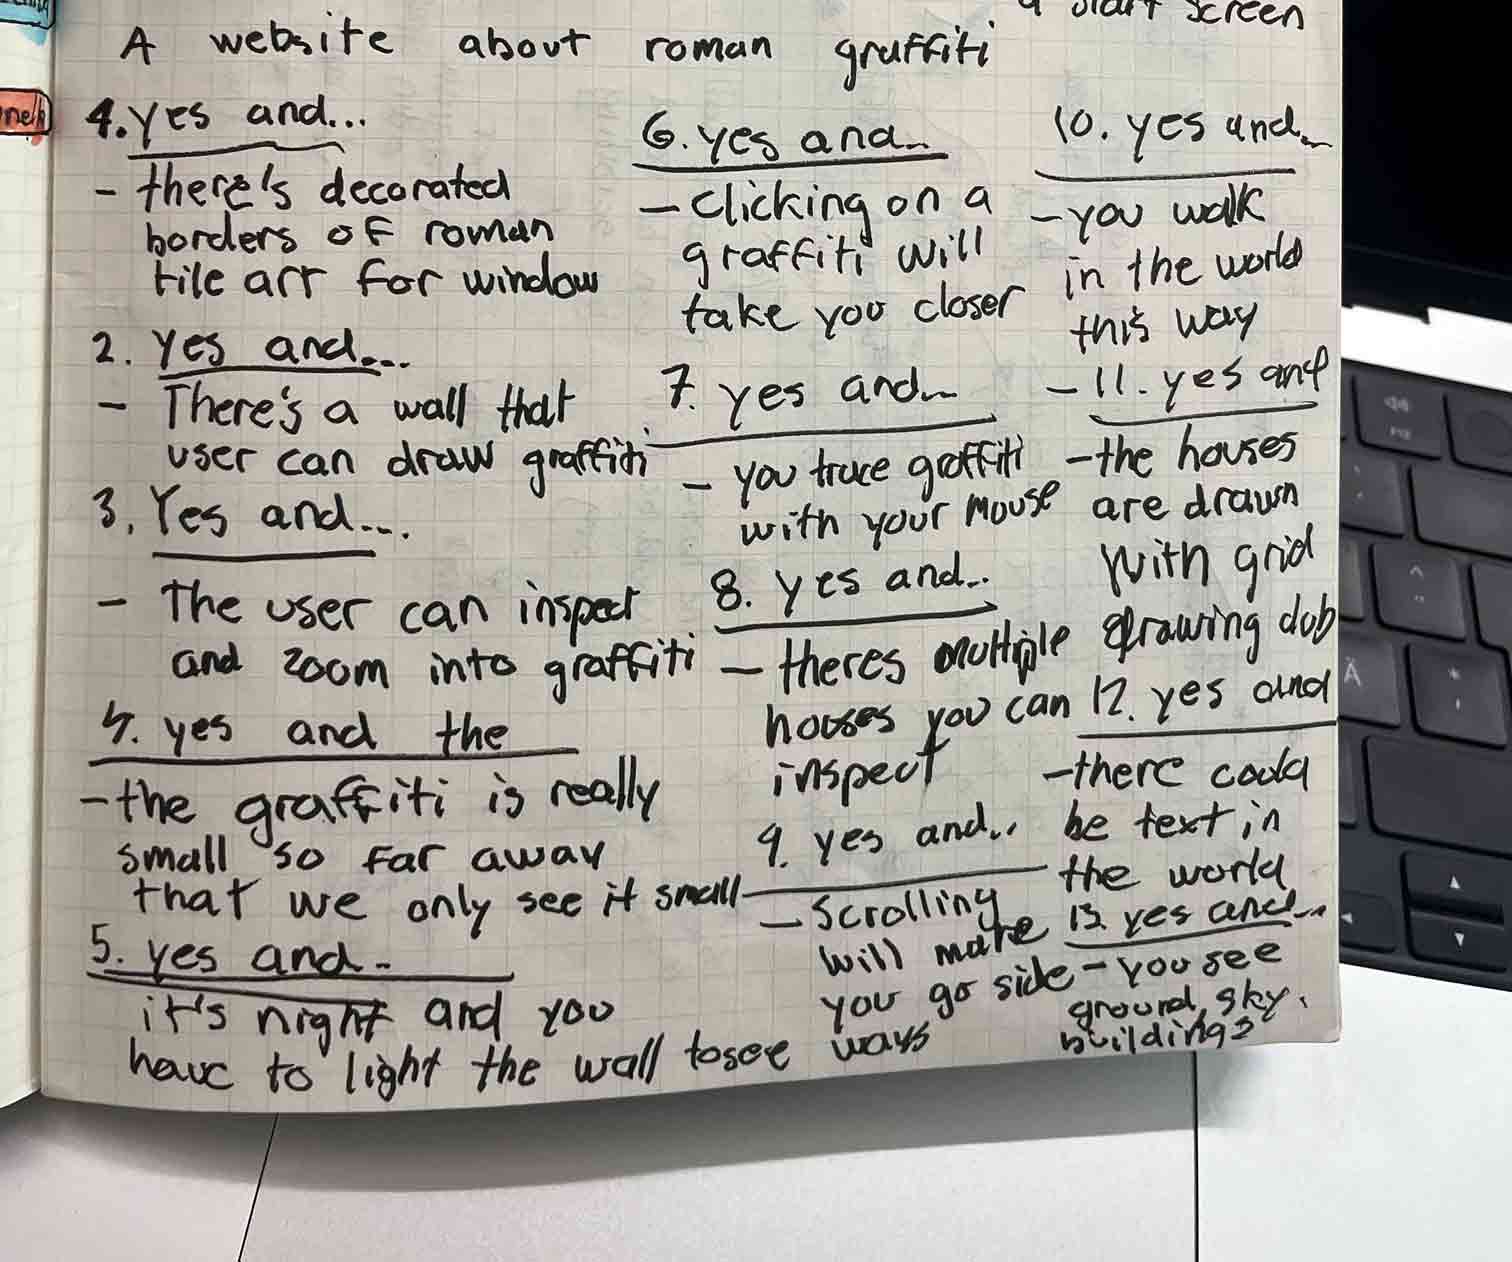 start screen
A website about roman graffiti
1. yes and...
- there's decorated
borders of roman
tile art for window
2. yes and...
- There's a wall that
user can draw graffiti
3. Yes and....
- The user can inspect
and zoom into graffiti
4. yes and the
- the graffiti is really
small so far away
that we only see it small
5. yes and..
it's night and you
have to light the wall to see
6. yes and...
- clicking on a
graffiti will
take you closer
7. yes and...
- you trace graffiti
with your mouse
8. yes and...
- theres multiple
houses you can
inspect
9. yes and...
- scrolling
will make
you go side
ways
10. yes and...
- you walk
in the world
this way
- 11. yes and
- the houses
are drawn
with grid
drawing
12. yes and
- there could
be text in
the world
13. yes and...
- you see
ground, sky,
buildings
Ä
F12